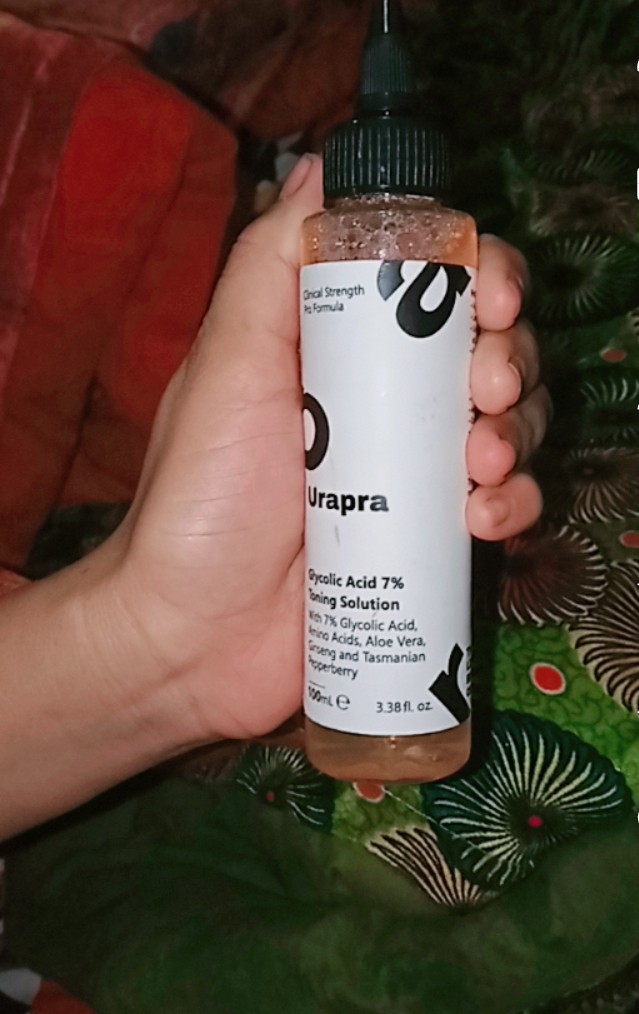 Clinical Strength
Pro Formula
Urapra
Glycolic Acid 7%
Toning Solution
With 7% Glycolic Acid,
Amino Acids, Aloe Vera,
Ginseng and Tasmanian
Pepperberry
100mL ℮ 3.38 fl. oz.